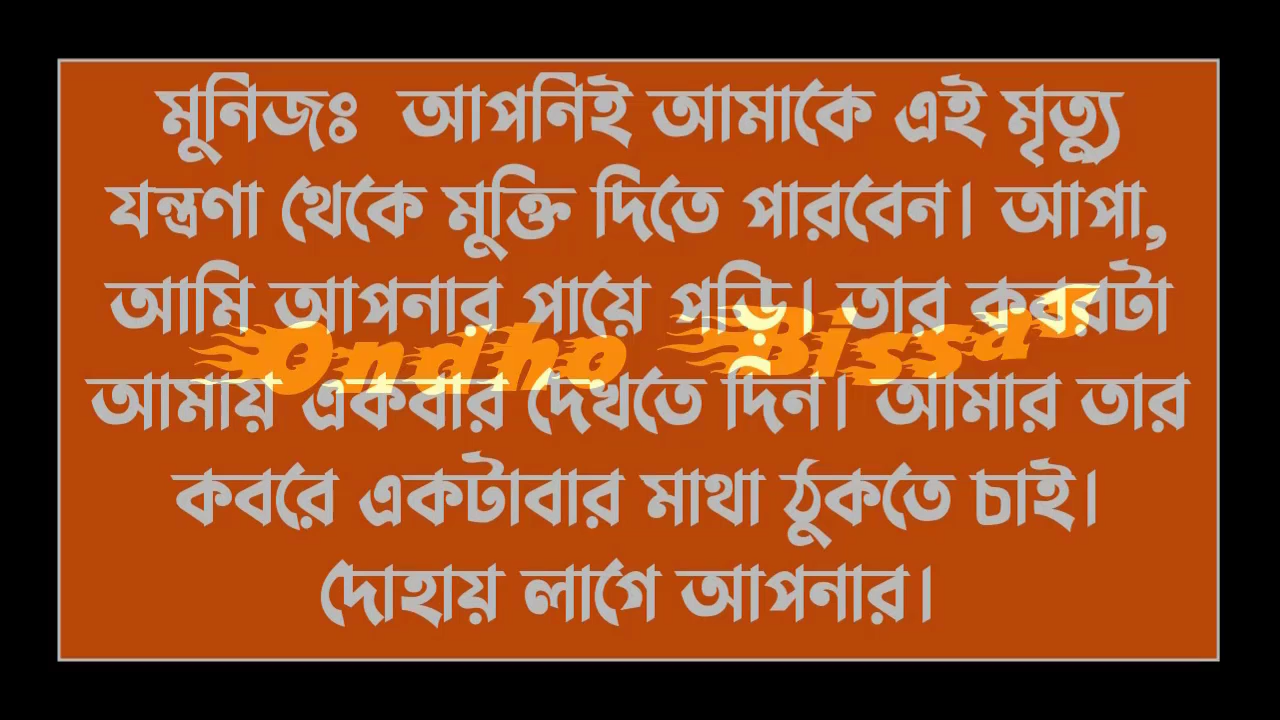 মুনিজঃ আপনিই আমাকে এই মৃত্যু
যন্ত্রণা থেকে মুক্তি দিতে পারবেন। আপা,
আমি আপনার পায়ে পড়ি। তার কবরটা
Ondho Bissas
আমায় একবার দেখতে দিন। আমার তার
কবরে একটাবার মাথা ঠুকতে চাই।
দোহায় লাগে আপনার।